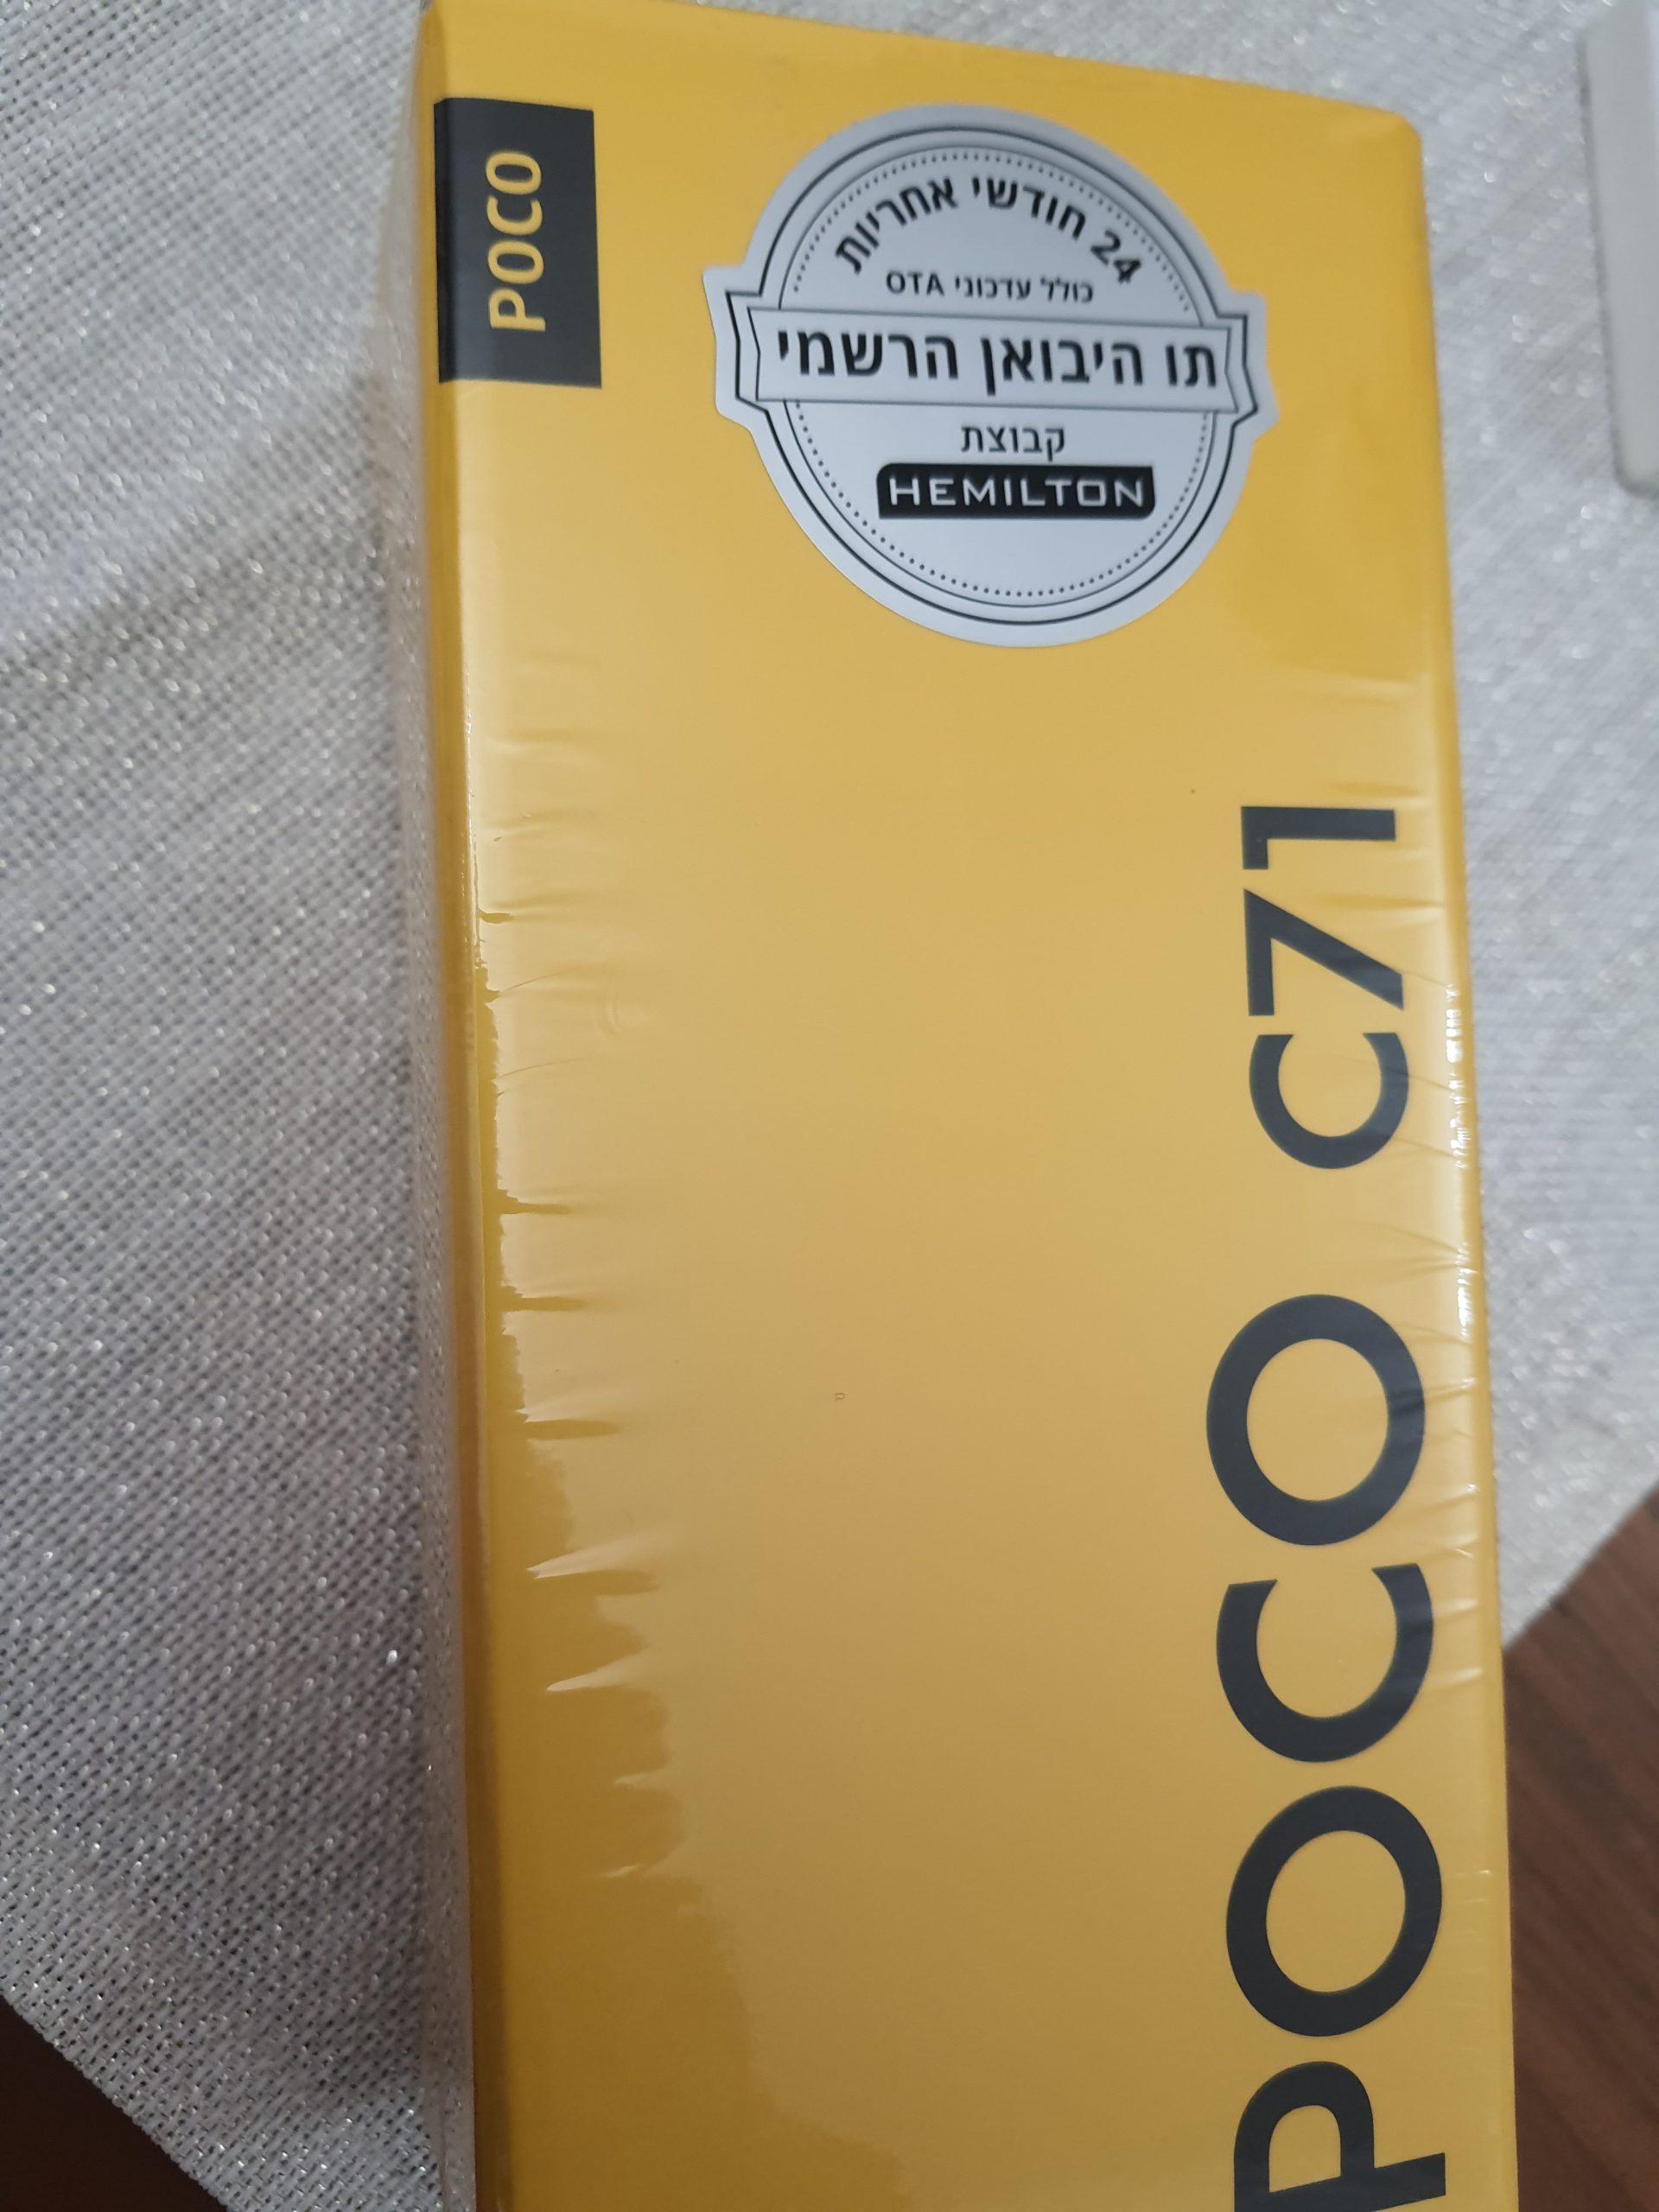 POCO
24 חודשי אחריות
כולל עדכוני OTA
תו היבואן הרשמי
קבוצת
HEMILTON
POCO C71